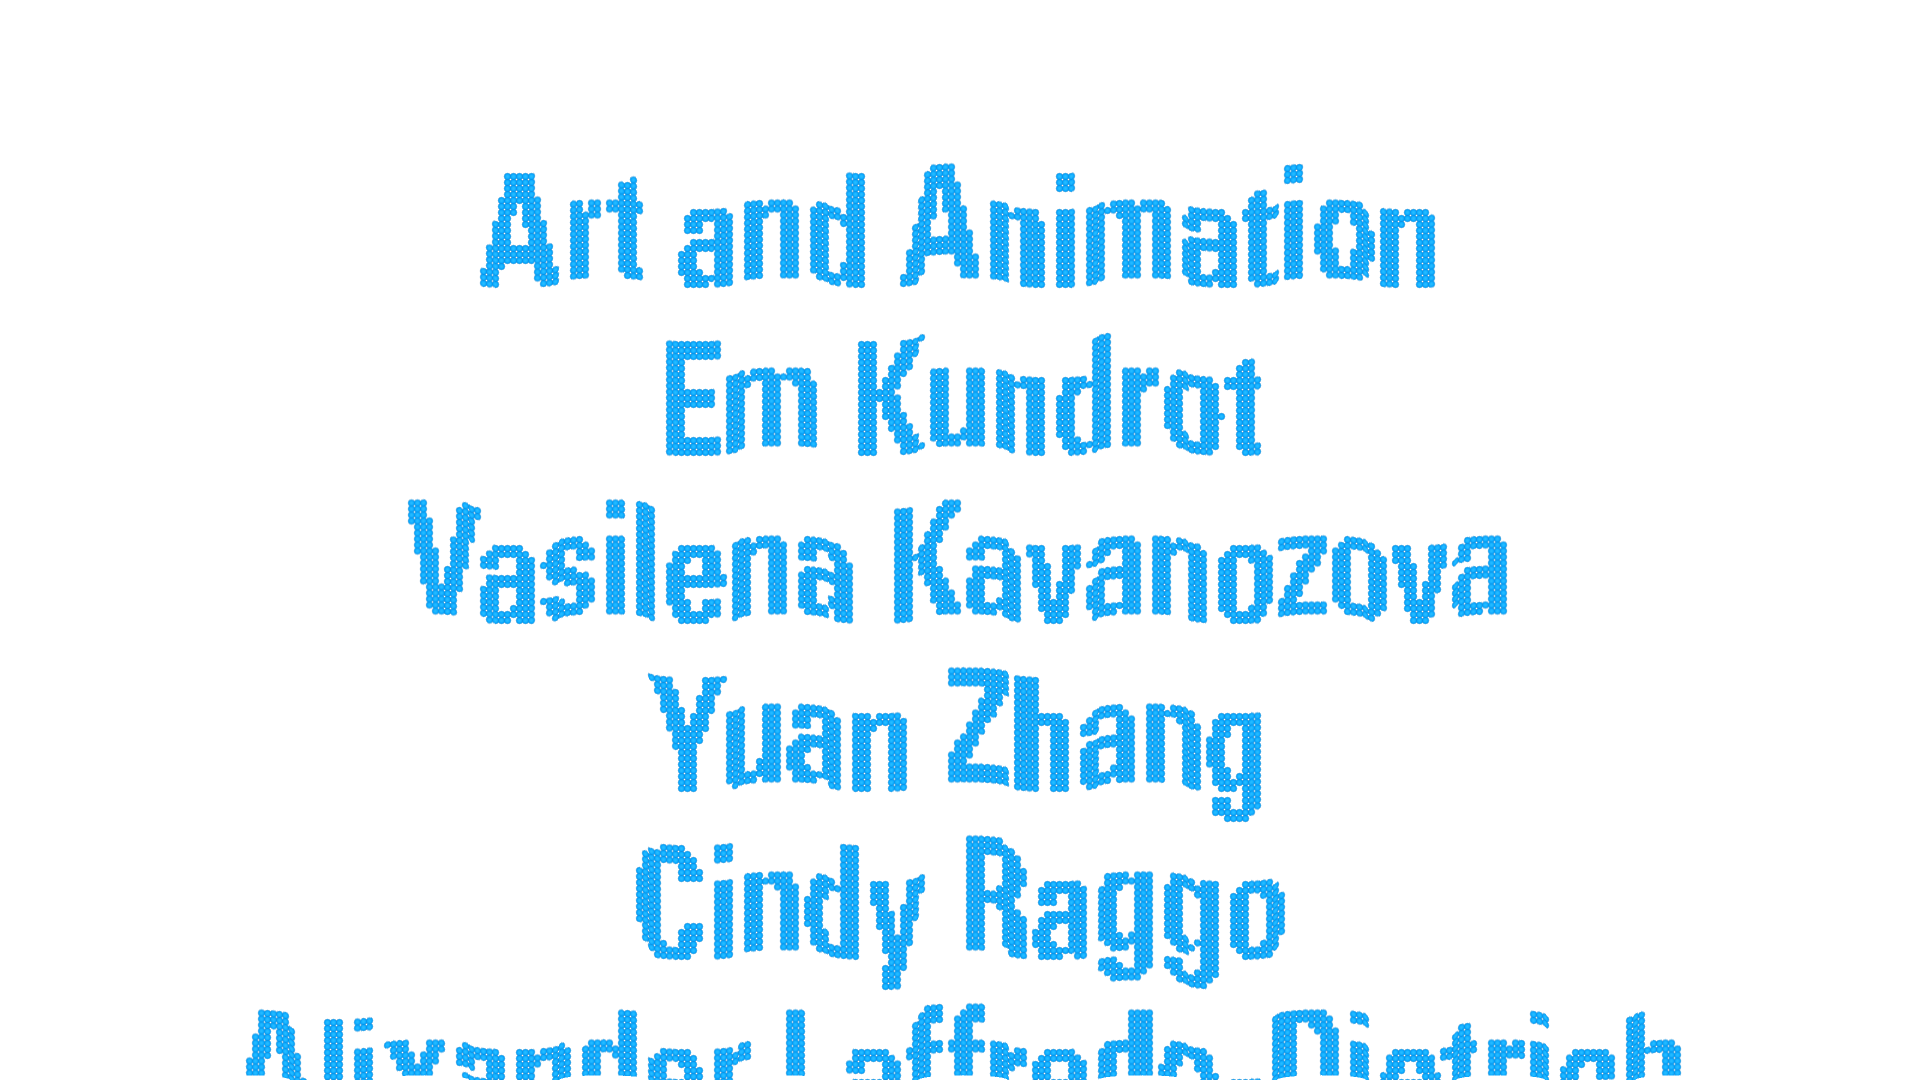 Art and Animation
Em Kundrot
Vasilena Kavanozova
Yuan Zhang
Cindy Raggo